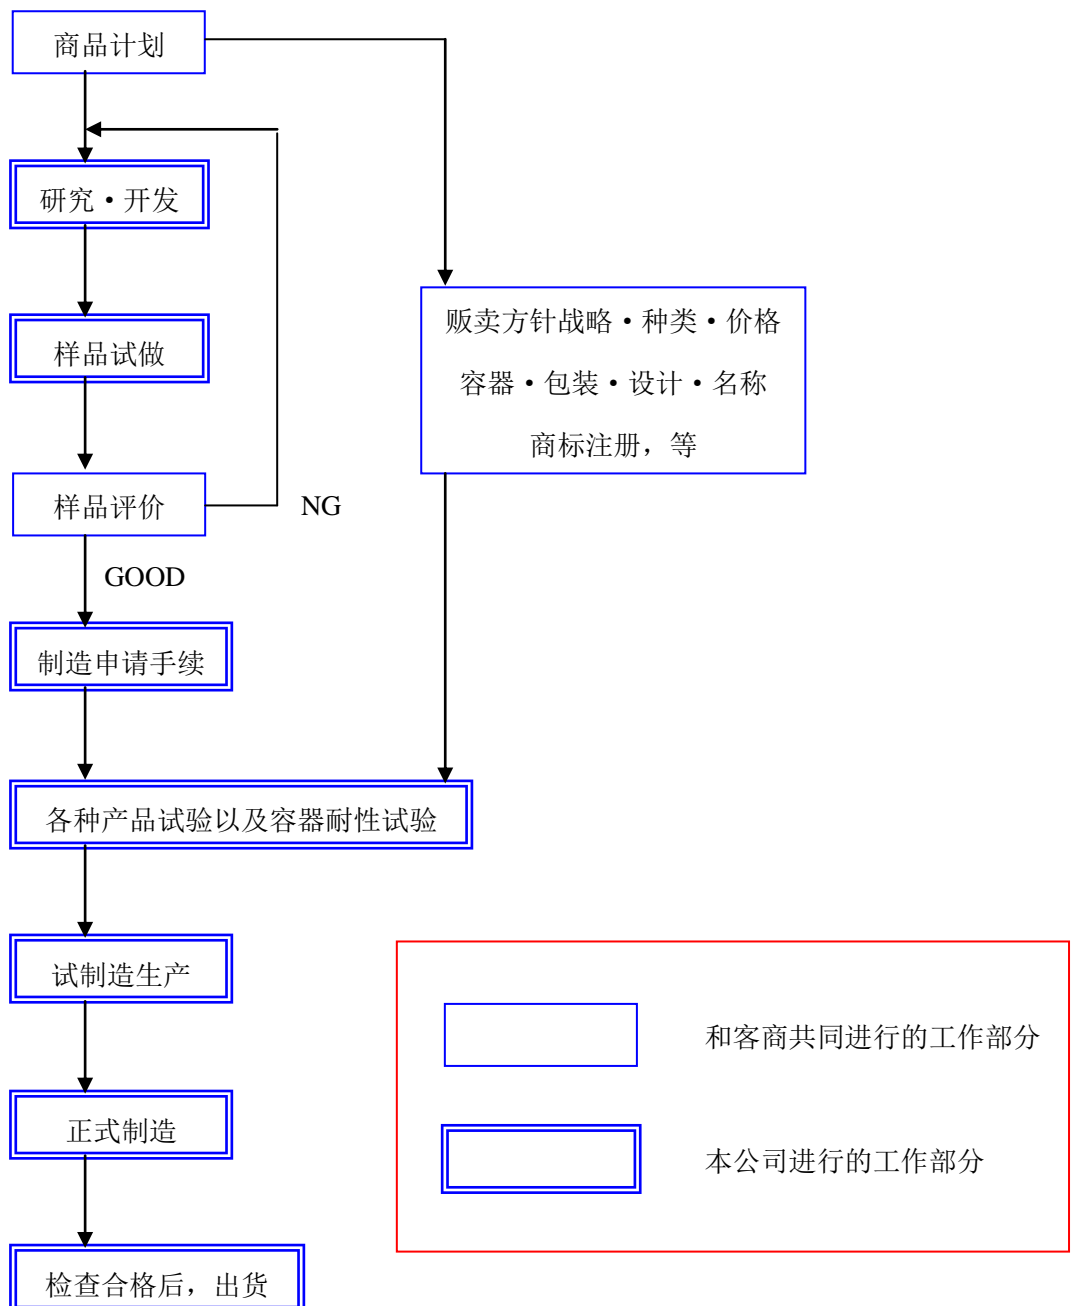 商品计划
研究·开发
样品试做
贩卖方针战略·种类·价格
容器·包装·设计·名称
商标注册，等
样品评价
NG
GOOD
制造申请手续
各种产品试验以及容器耐性试验
试制造生产
正式制造
检查合格后，出货
和客商共同进行的工作部分
本公司进行的工作部分